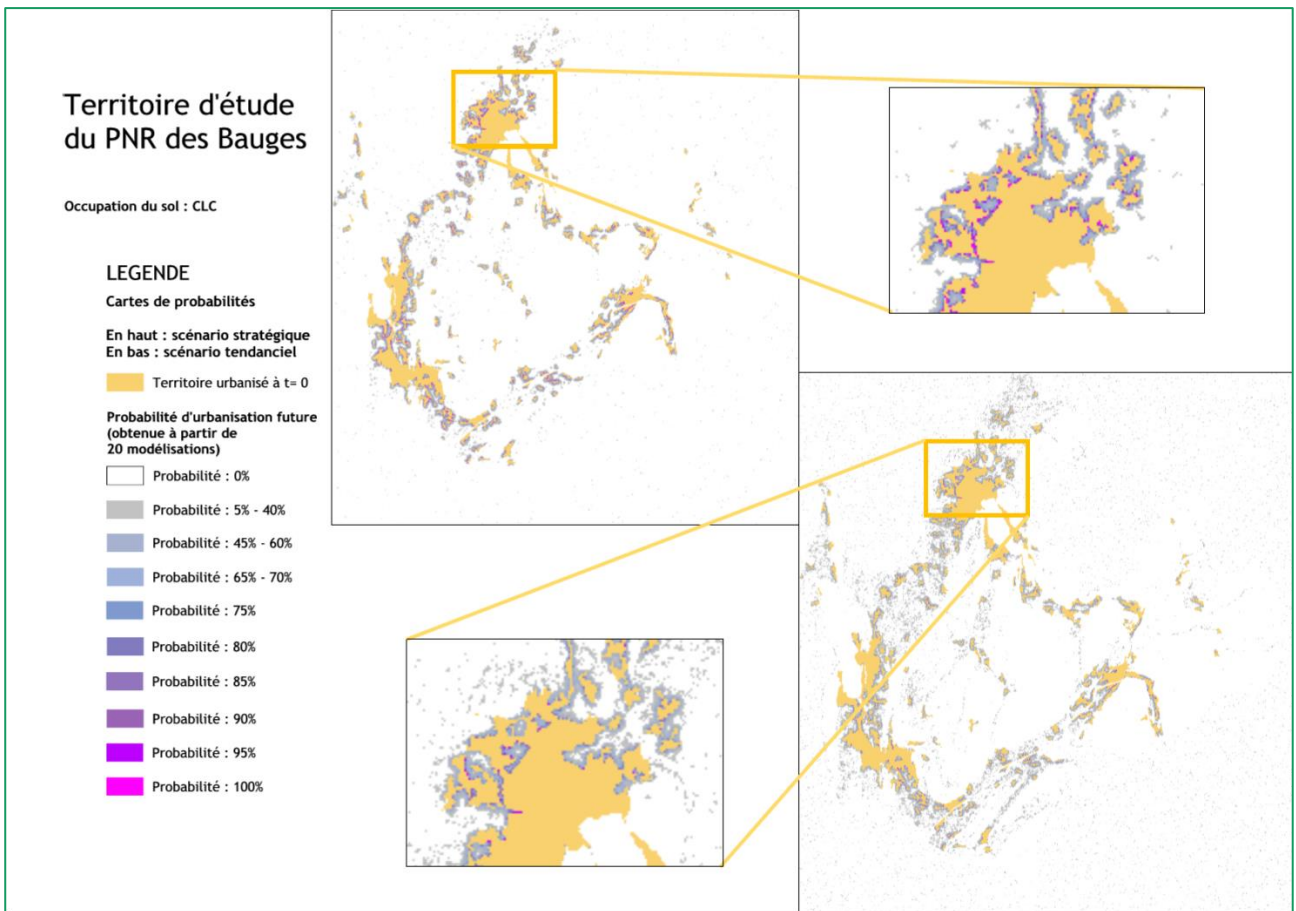 Territoire d'étude
du PNR des Bauges
Occupation du sol : CLC
LEGENDE
Cartes de probabilités
En haut : scénario stratégique
En bas : scénario tendanciel
Territoire urbanisé à t= 0
Probabilité d'urbanisation future
(obtenue à partir de
20 modélisations)
Probabilité : 0%
Probabilité : 5% - 40%
Probabilité : 45% - 60%
Probabilité : 65% - 70%
Probabilité : 75%
Probabilité : 80%
Probabilité : 85%
Probabilité : 90%
Probabilité : 95%
Probabilité : 100%